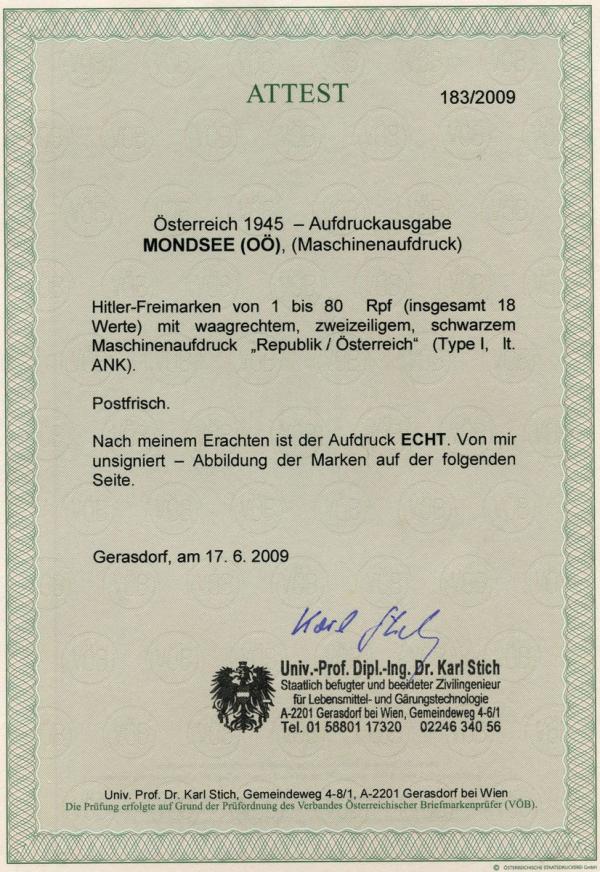 ATTEST
183/2009
Österreich 1945 – Aufdruckausgabe
MONDSEE (OÖ), (Maschinenaufdruck)
Hitler-Freimarken von 1 bis 80 Rpf (insgesamt 18
Werte) mit waagrechtem, zweizeiligem, schwarzem
Maschinenaufdruck „Republik / Österreich“ (Type I, lt.
ANK).
Postfrisch.
Nach meinem Erachten ist der Aufdruck ECHT. Von mir
unsigniert – Abbildung der Marken auf der folgenden
Seite.
Gerasdorf, am 17. 6. 2009
Karl Stich
Univ.-Prof. Dipl.-Ing. Dr. Karl Stich
Staatlich befugter und beeideter Zivilingenieur
für Lebensmittel- und Gärungstechnologie
A-2201 Gerasdorf bei Wien, Gemeindeweg 4-6/1
Tel. 01 58801 17320 02246 340 56
Univ. Prof. Dr. Karl Stich, Gemeindeweg 4-8/1, A-2201 Gerasdorf bei Wien
Die Prüfung erfolgte auf Grund der Prüfordnung des Verbandes Österreichischer Briefmarkenprüfer (VÖB).
© ÖSTERREICHISCHE STAATSDRUCKEREI GmbH